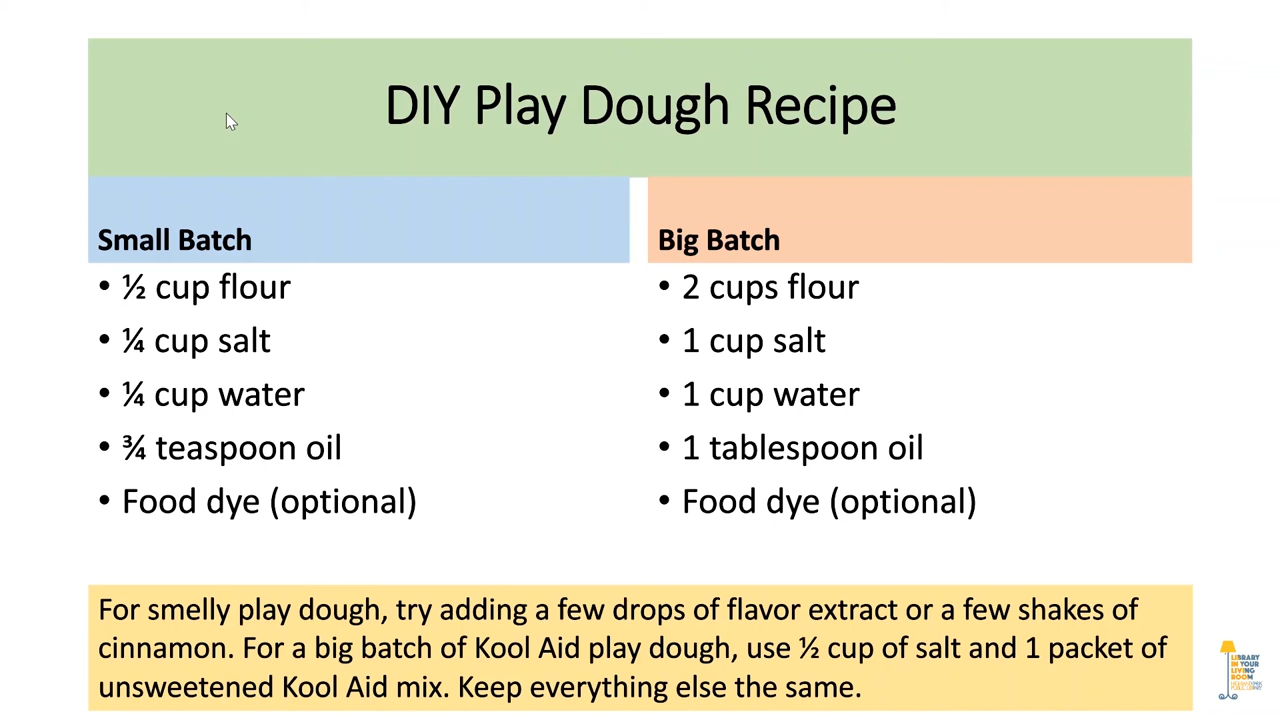 DIY Play Dough Recipe
Small Batch
• ½ cup flour
• ¼ cup salt
• ¼ cup water
• ¾ teaspoon oil
• Food dye (optional)
Big Batch
• 2 cups flour
• 1 cup salt
• 1 cup water
• 1 tablespoon oil
• Food dye (optional)
For smelly play dough, try adding a few drops of flavor extract or a few shakes of
cinnamon. For a big batch of Kool Aid play dough, use ½ cup of salt and 1 packet of
unsweetened Kool Aid mix. Keep everything else the same.
LIBRARY
IN YOUR
LIVING
ROOM
PUBLIC LIBRARY